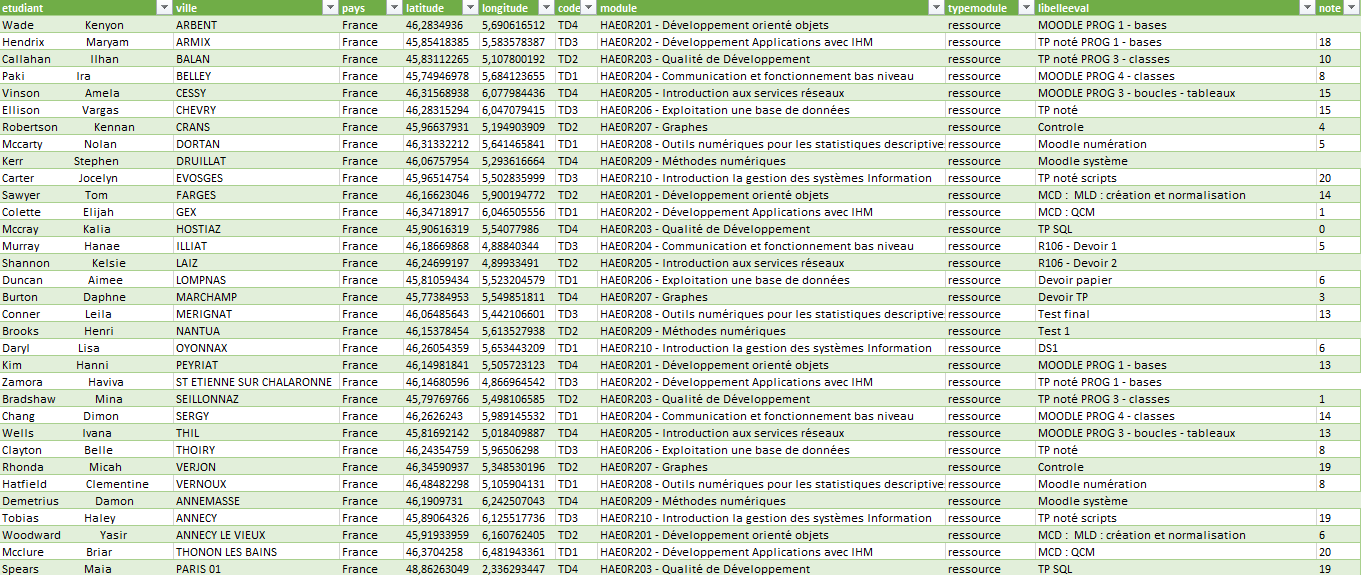 etudiant ville pays latitude longitude code module typemodule libelleeval note
Wade Kenyon ARBENT France 46,2834936 5,690616512 TD4 HAE0R201 - Développement orienté objets ressource MOODLE PROG 1 - bases
Hendrix Maryam ARMIX France 45,85418385 5,583578387 TD3 HAE0R202 - Développement Applications avec IHM ressource TP noté PROG 1 - bases 18
Callahan Ilhan BALAN France 45,83112265 5,107800192 TD2 HAE0R203 - Qualité de Développement ressource TP noté PROG 3 - classes 10
Paki Ira BELLEY France 45,74946978 5,684123655 TD1 HAE0R204 - Communication et fonctionnement bas niveau ressource MOODLE PROG 4 - classes 8
Vinson Amela CESSY France 46,31568938 6,077984436 TD4 HAE0R205 - Introduction aux services réseaux ressource MOODLE PROG 3 - boucles - tableaux 15
Ellison Vargas CHEVRY France 46,28315294 6,047079415 TD3 HAE0R206 - Exploitation une base de données ressource TP noté 15
Robertson Kennan CRANS France 45,96637931 5,194903909 TD2 HAE0R207 - Graphes ressource Controle 4
Mccarty Nolan DORTAN France 46,31332212 5,641465841 TD1 HAE0R208 - Outils numériques pour les statistiques descriptive ressource Moodle numération 5
Kerr Stephen DRUILLAT France 46,06757954 5,293616664 TD4 HAE0R209 - Méthodes numériques ressource Moodle système
Carter Jocelyn EVOSGES France 45,96514754 5,502835999 TD3 HAE0R210 - Introduction la gestion des systèmes Information ressource TP noté scripts 20
Sawyer Tom FARGES France 46,16623046 5,900194772 TD2 HAE0R201 - Développement orienté objets ressource MCD : MLD : création et normalisation 14
Colette Elijah GEX France 46,34718917 6,046505556 TD1 HAE0R202 - Développement Applications avec IHM ressource MCD : QCM 1
Mccray Kalia HOSTIAZ France 45,90616319 5,54077986 TD4 HAE0R203 - Qualité de Développement ressource TP SQL 0
Murray Hanae ILLIAT France 46,18669868 4,88840344 TD3 HAE0R204 - Communication et fonctionnement bas niveau ressource R106 - Devoir 1 5
Shannon Kelsie LAIZ France 46,24699197 4,89933491 TD2 HAE0R205 - Introduction aux services réseaux ressource R106 - Devoir 2
Duncan Aimee LOMPNAS France 45,81059434 5,523204579 TD1 HAE0R206 - Exploitation une base de données ressource Devoir papier 6
Burton Daphne MARCHAMP France 45,77384953 5,549851811 TD4 HAE0R207 - Graphes ressource Devoir TP 3
Conner Leila MERIGNAT France 46,06485643 5,442106601 TD3 HAE0R208 - Outils numériques pour les statistiques descriptive ressource Test final 13
Brooks Henri NANTUA France 46,15378454 5,613527938 TD2 HAE0R209 - Méthodes numériques ressource Test 1
Daryl Lisa OYONNAX France 46,26054359 5,653443209 TD1 HAE0R210 - Introduction la gestion des systèmes Information ressource DS1 6
Kim Hanni PEYRIAT France 46,14981841 5,505723123 TD4 HAE0R201 - Développement orienté objets ressource MOODLE PROG 1 - bases 13
Zamora Haviva ST ETIENNE SUR CHALARONNE France 46,14680596 4,866964542 TD3 HAE0R202 - Développement Applications avec IHM ressource TP noté PROG 1 - bases
Bradshaw Mina SEILLONNAZ France 45,79769766 5,498106585 TD2 HAE0R203 - Qualité de Développement ressource TP noté PROG 3 - classes 1
Chang Dimon SERGY France 46,2626243 5,989145532 TD1 HAE0R204 - Communication et fonctionnement bas niveau ressource MOODLE PROG 4 - classes 14
Wells Ivana THIL France 45,81692142 5,018409887 TD4 HAE0R205 - Introduction aux services réseaux ressource MOODLE PROG 3 - boucles - tableaux 13
Clayton Belle THOIRY France 46,24354759 5,96506298 TD3 HAE0R206 - Exploitation une base de données ressource TP noté 8
Rhonda Micah VERJON France 46,34590937 5,348530196 TD2 HAE0R207 - Graphes ressource Controle 19
Hatfield Clementine VERNOUX France 46,48482298 5,105904131 TD1 HAE0R208 - Outils numériques pour les statistiques descriptive ressource Moodle numération 8
Demetrius Damon ANNEMASSE France 46,1909731 6,242507043 TD4 HAE0R209 - Méthodes numériques ressource Moodle système
Tobias Haley ANNECY France 45,89064326 6,125517736 TD3 HAE0R210 - Introduction la gestion des systèmes Information ressource TP noté scripts 19
Woodward Yasir ANNECY LE VIEUX France 45,91933959 6,160762405 TD2 HAE0R201 - Développement orienté objets ressource MCD : MLD : création et normalisation 6
Mcclure Briar THONON LES BAINS France 46,3704258 6,481943361 TD1 HAE0R202 - Développement Applications avec IHM ressource MCD : QCM 20
Spears Maia PARIS 01 France 48,86263049 2,336293447 TD4 HAE0R203 - Qualité de Développement ressource TP SQL 19